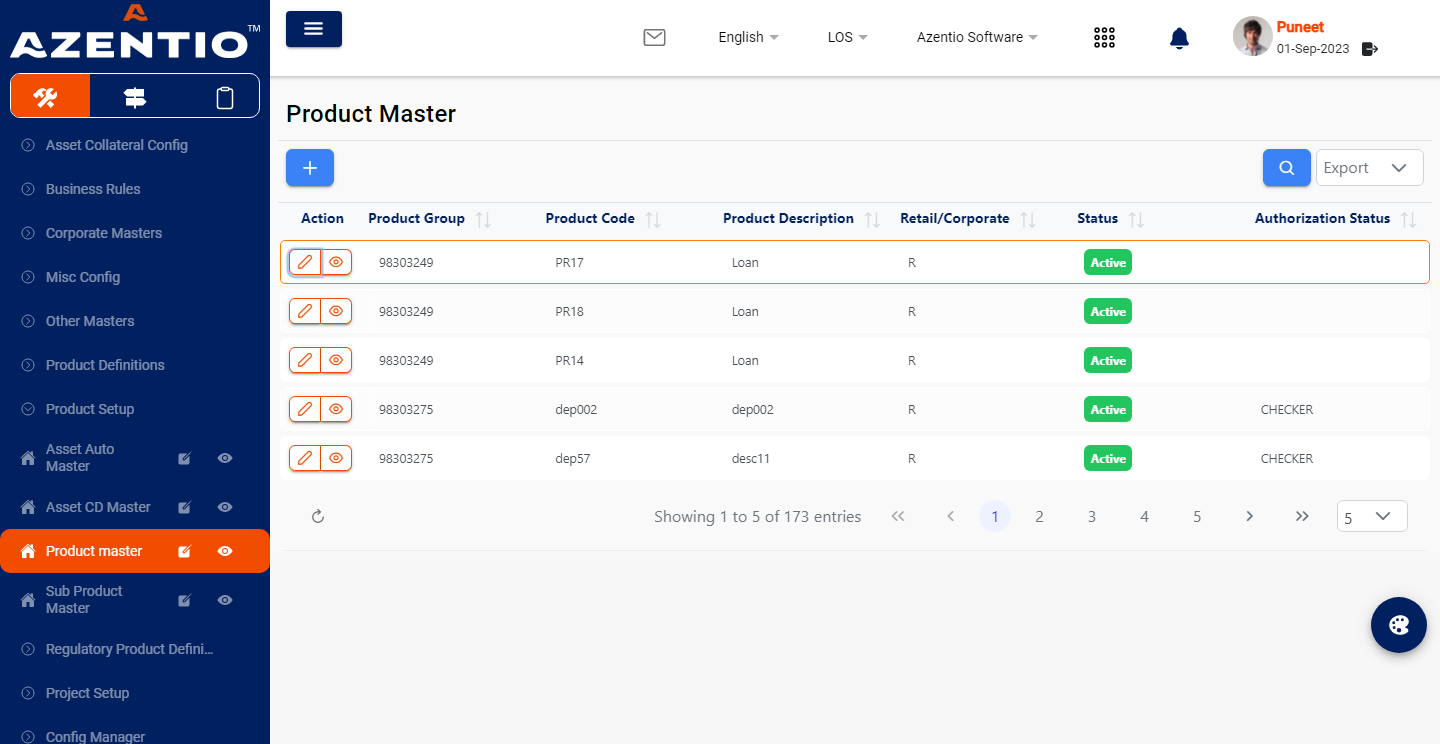 AZENTIO™
English
LOS
Azentio Software
Puneet
01-Sep-2023
Asset Collateral Config
Business Rules
Corporate Masters
Misc Config
Other Masters
Product Definitions
Product Setup
Asset Auto
Master
Asset CD Master
Product master
Sub Product
Master
Regulatory Product Defini...
Project Setup
Config Manager
Product Master
Export
Action Product Group Product Code Product Description Retail/Corporate Status Authorization Status
98303249 PR17 Loan R Active
98303249 PR18 Loan R Active
98303249 PR14 Loan R Active
98303275 dep002 dep002 R Active CHECKER
98303275 dep57 desc11 R Active CHECKER
Showing 1 to 5 of 173 entries 1 2 3 4 5 5